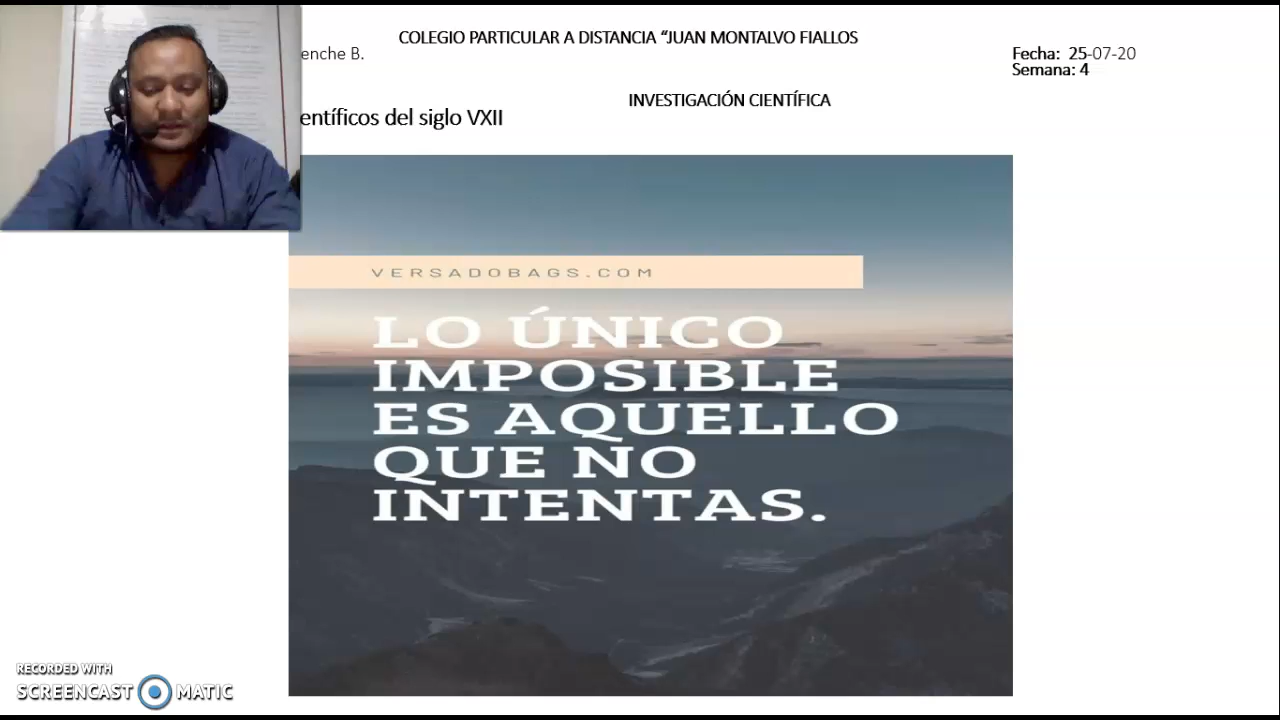 COLEGIO PARTICULAR A DISTANCIA “JUAN MONTALVO FIALLOS
enche B.
Fecha: 25-07-20
Semana: 4
INVESTIGACIÓN CIENTÍFICA
entíficos del siglo VXII
VERSADOBAGS.COM
LO ÚNICO
IMPOSIBLE
ES AQUELLO
QUE NO
INTENTAS.
RECORDED WITH
SCREENCAST MATIC